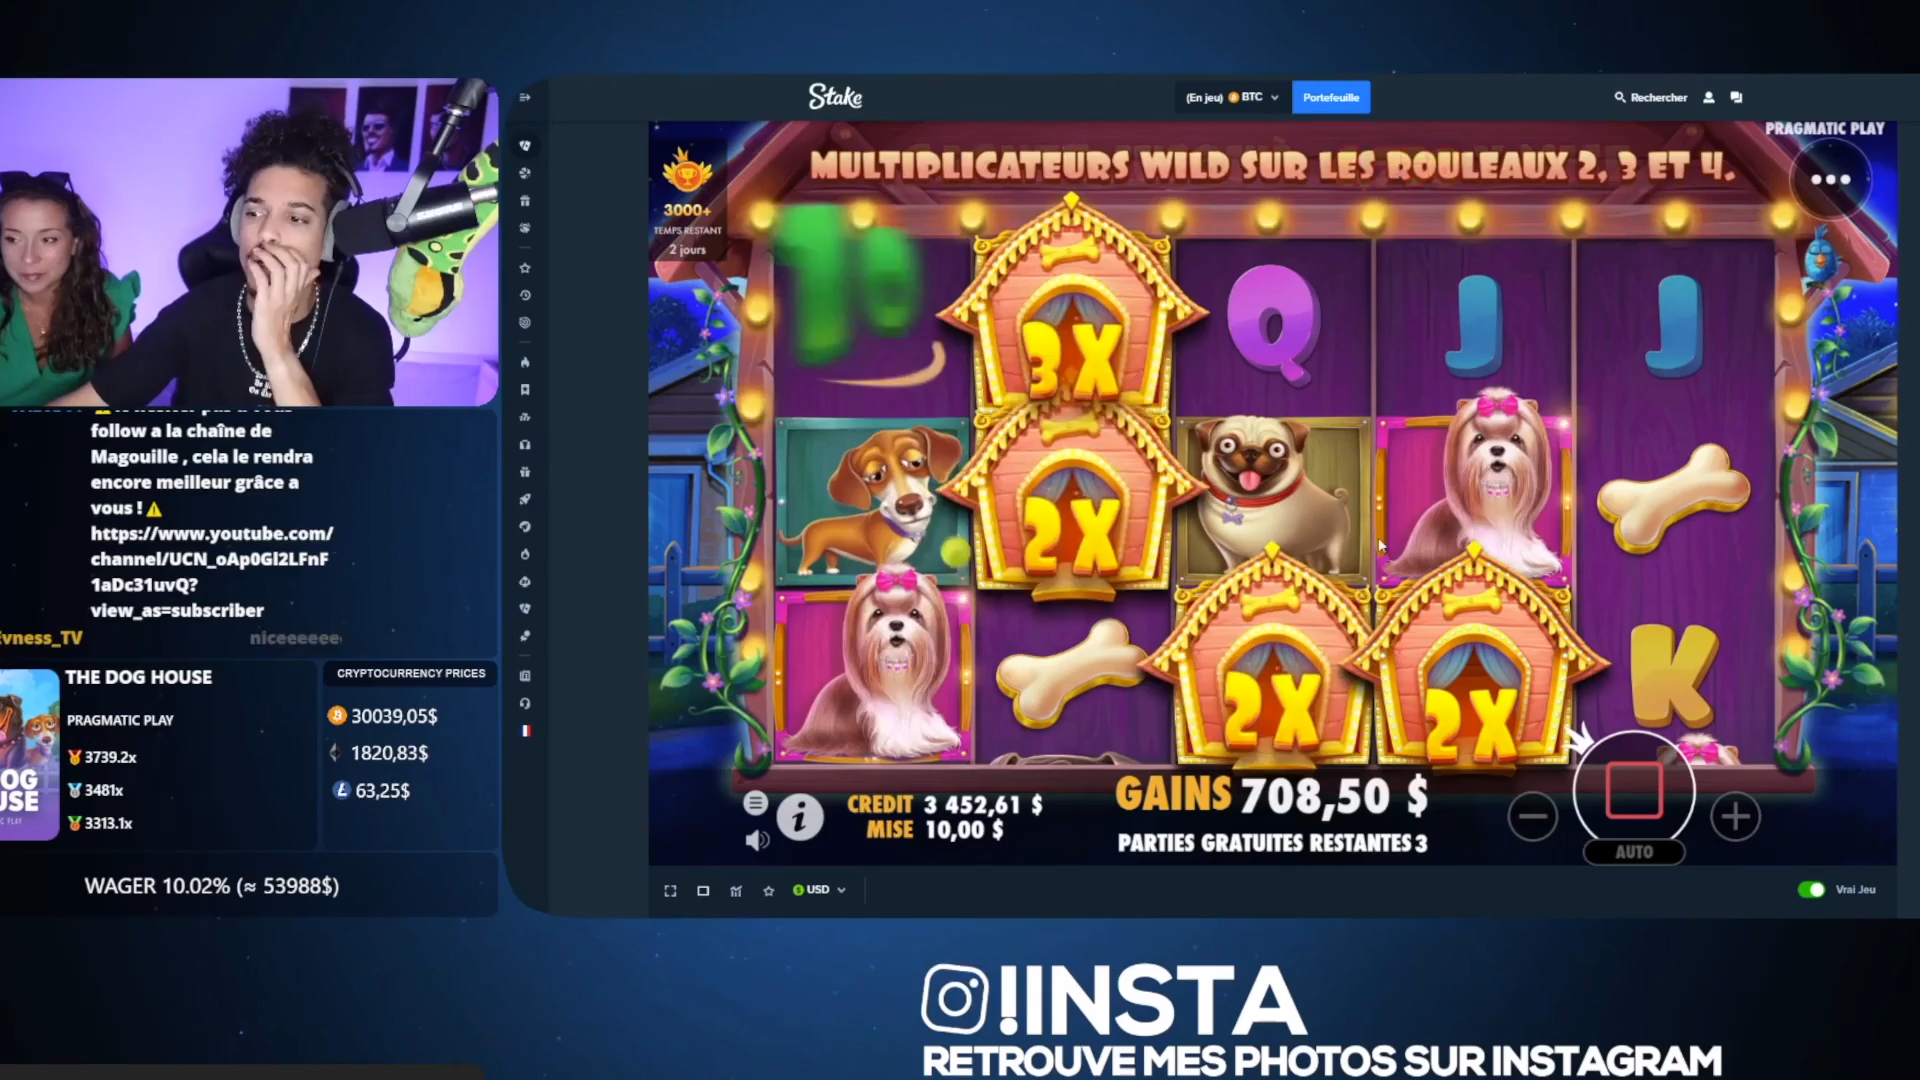 Stake
(En jeu) BTC
Portefeuille
Rechercher
PRAGMATIC PLAY
MULTIPLICATEURS WILD SUR LES ROULEAUX 2, 3 ET 4.
3000+
TEMPS RESTANT
2 jours
10
3X
Q
J
J
2X
2X
2X
K
follow a la chaîne de
Magouille , cela le rendra
encore meilleur grâce a
vous ! ⚠
https://www.youtube.com/
channel/UCN_oAp0Gl2LFnF
1aDc31uvQ?
view_as=subscriber
Evness_TV
niceeeeee
THE DOG HOUSE
PRAGMATIC PLAY
3739.2x
3481x
3313.1x
CRYPTOCURRENCY PRICES
30039,05$
1820,83$
63,25$
WAGER 10.02% (≈ 53988$)
CREDIT 3 452,61 $
MISE 10,00 $
GAINS 708,50 $
PARTIES GRATUITES RESTANTES 3
AUTO
USD
Vrai Jeu
!INSTA
RETROUVE MES PHOTOS SUR INSTAGRAM